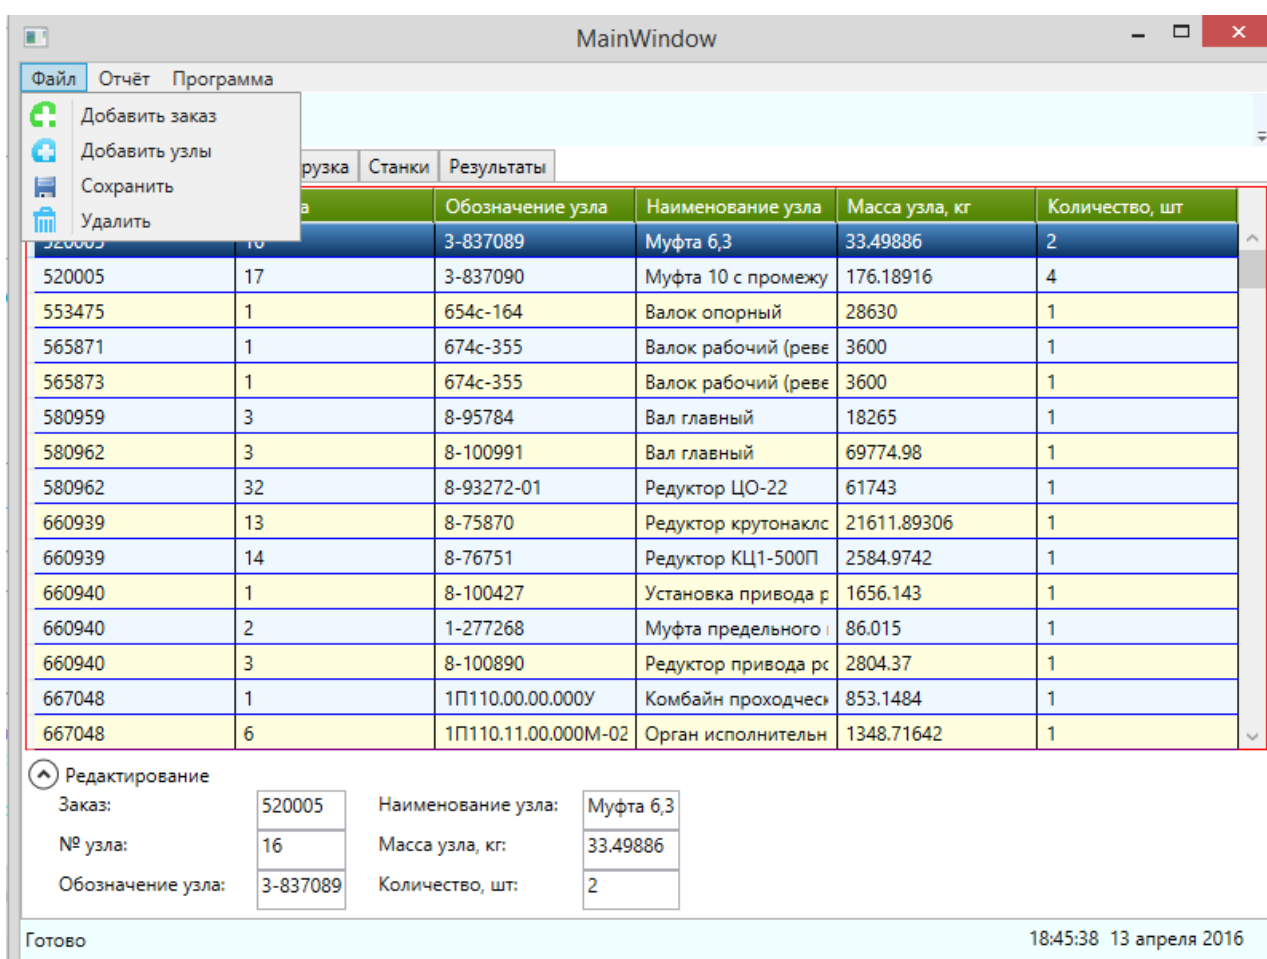 MainWindow
Файл Отчёт Программа
Добавить заказ
Добавить узлы
Сохранить
Удалить
Станки Результаты
Обозначение узла Наименование узла Масса узла, кг Количество, шт
520005 16 3-837089 Муфта 6,3 33.49886 2
520005 17 3-837090 Муфта 10 с промежу 176.18916 4
553475 1 654с-164 Валок опорный 28630 1
565871 1 674с-355 Валок рабочий (реве 3600 1
565873 1 674с-355 Валок рабочий (реве 3600 1
580959 3 8-95784 Вал главный 18265 1
580962 3 8-100991 Вал главный 69774.98 1
580962 32 8-93272-01 Редуктор ЦО-22 61743 1
660939 13 8-75870 Редуктор крутонакло 21611.89306 1
660939 14 8-76751 Редуктор КЦ1-500П 2584.9742 1
660940 1 8-100427 Установка привода р 1656.143 1
660940 2 1-277268 Муфта предельного 86.015 1
660940 3 8-100890 Редуктор привода ро 2804.37 1
667048 1 1П110.00.00.000У Комбайн проходческ 853.1484 1
667048 6 1П110.11.00.000М-02 Орган исполнительн 1348.71642 1
Редактирование
Заказ: 520005 Наименование узла: Муфта 6,3
№ узла: 16 Масса узла, кг: 33.49886
Обозначение узла: 3-837089 Количество, шт: 2
Готово 18:45:38 13 апреля 2016